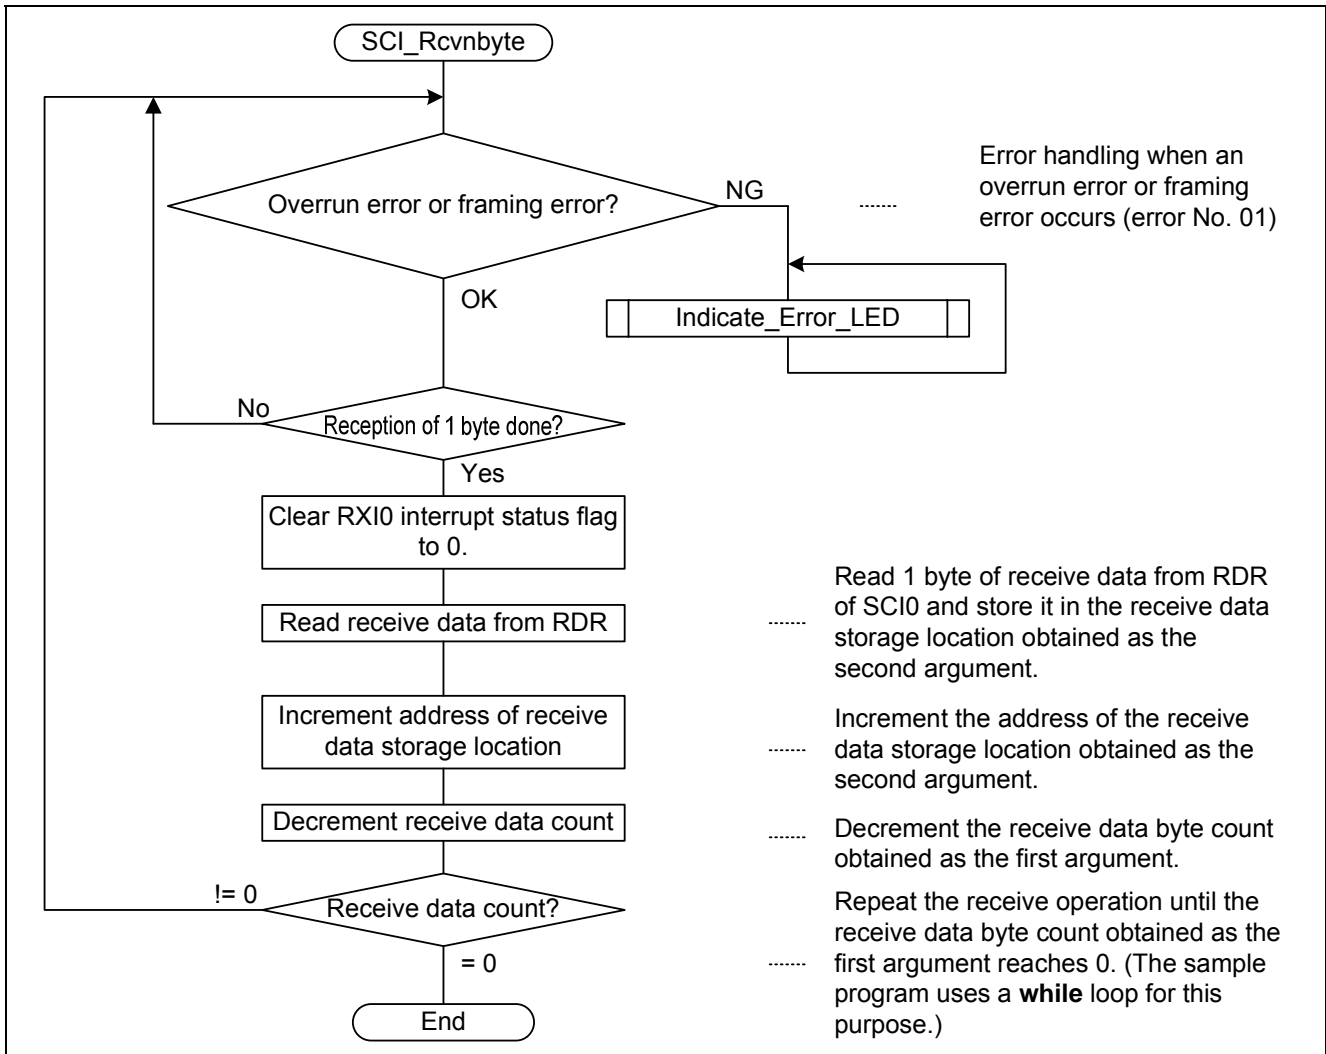 SCI_Rcvnbyte
Overrun error or framing error?
NG
OK
Error handling when an
overrun error or framing
error occurs (error No. 01)
Indicate_Error_LED
No
Reception of 1 byte done?
Yes
Clear RXI0 interrupt status flag
to 0.
Read receive data from RDR
Read 1 byte of receive data from RDR
of SCI0 and store it in the receive data
storage location obtained as the
second argument.
Increment address of receive
data storage location
Increment the address of the receive
data storage location obtained as the
second argument.
Decrement receive data count
Decrement the receive data byte count
obtained as the first argument.
!= 0
Receive data count?
= 0
Repeat the receive operation until the
receive data byte count obtained as the
first argument reaches 0. (The sample
program uses a while loop for this
purpose.)
End